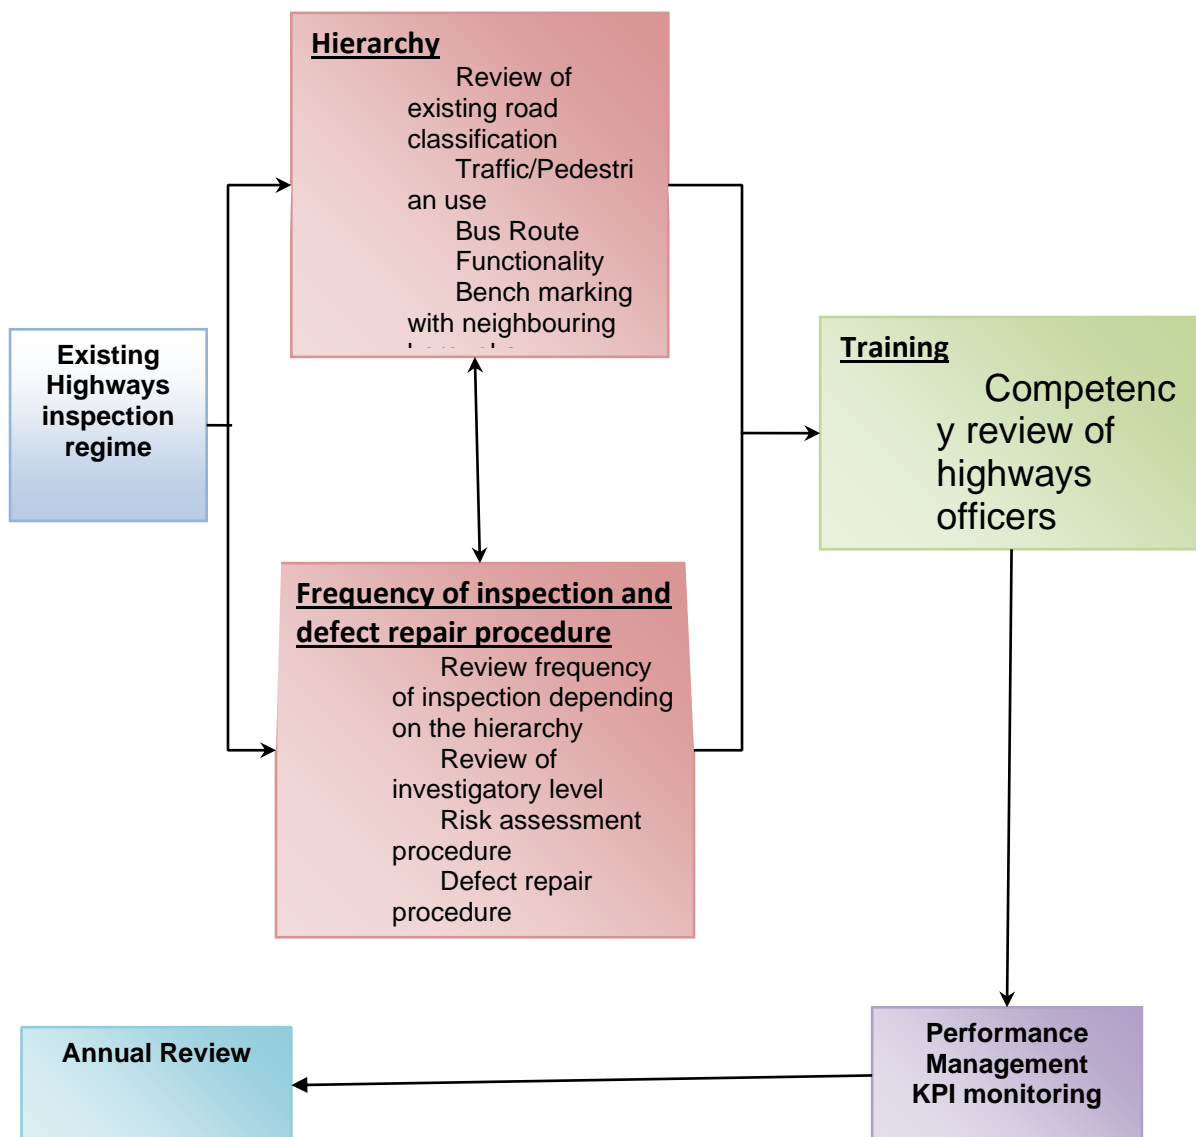 Hierarchy
Review of
existing road
classification
Traffic/Pedestri
an use
Bus Route
Functionality
Bench marking
with neighbouring
Existing
Highways
inspection
regime
Training
Competenc
y review of
highways
officers
Frequency of inspection and
defect repair procedure
Review frequency
of inspection depending
on the hierarchy
Review of
investigatory level
Risk assessment
procedure
Defect repair
procedure
Annual Review
Performance
Management
KPI monitoring